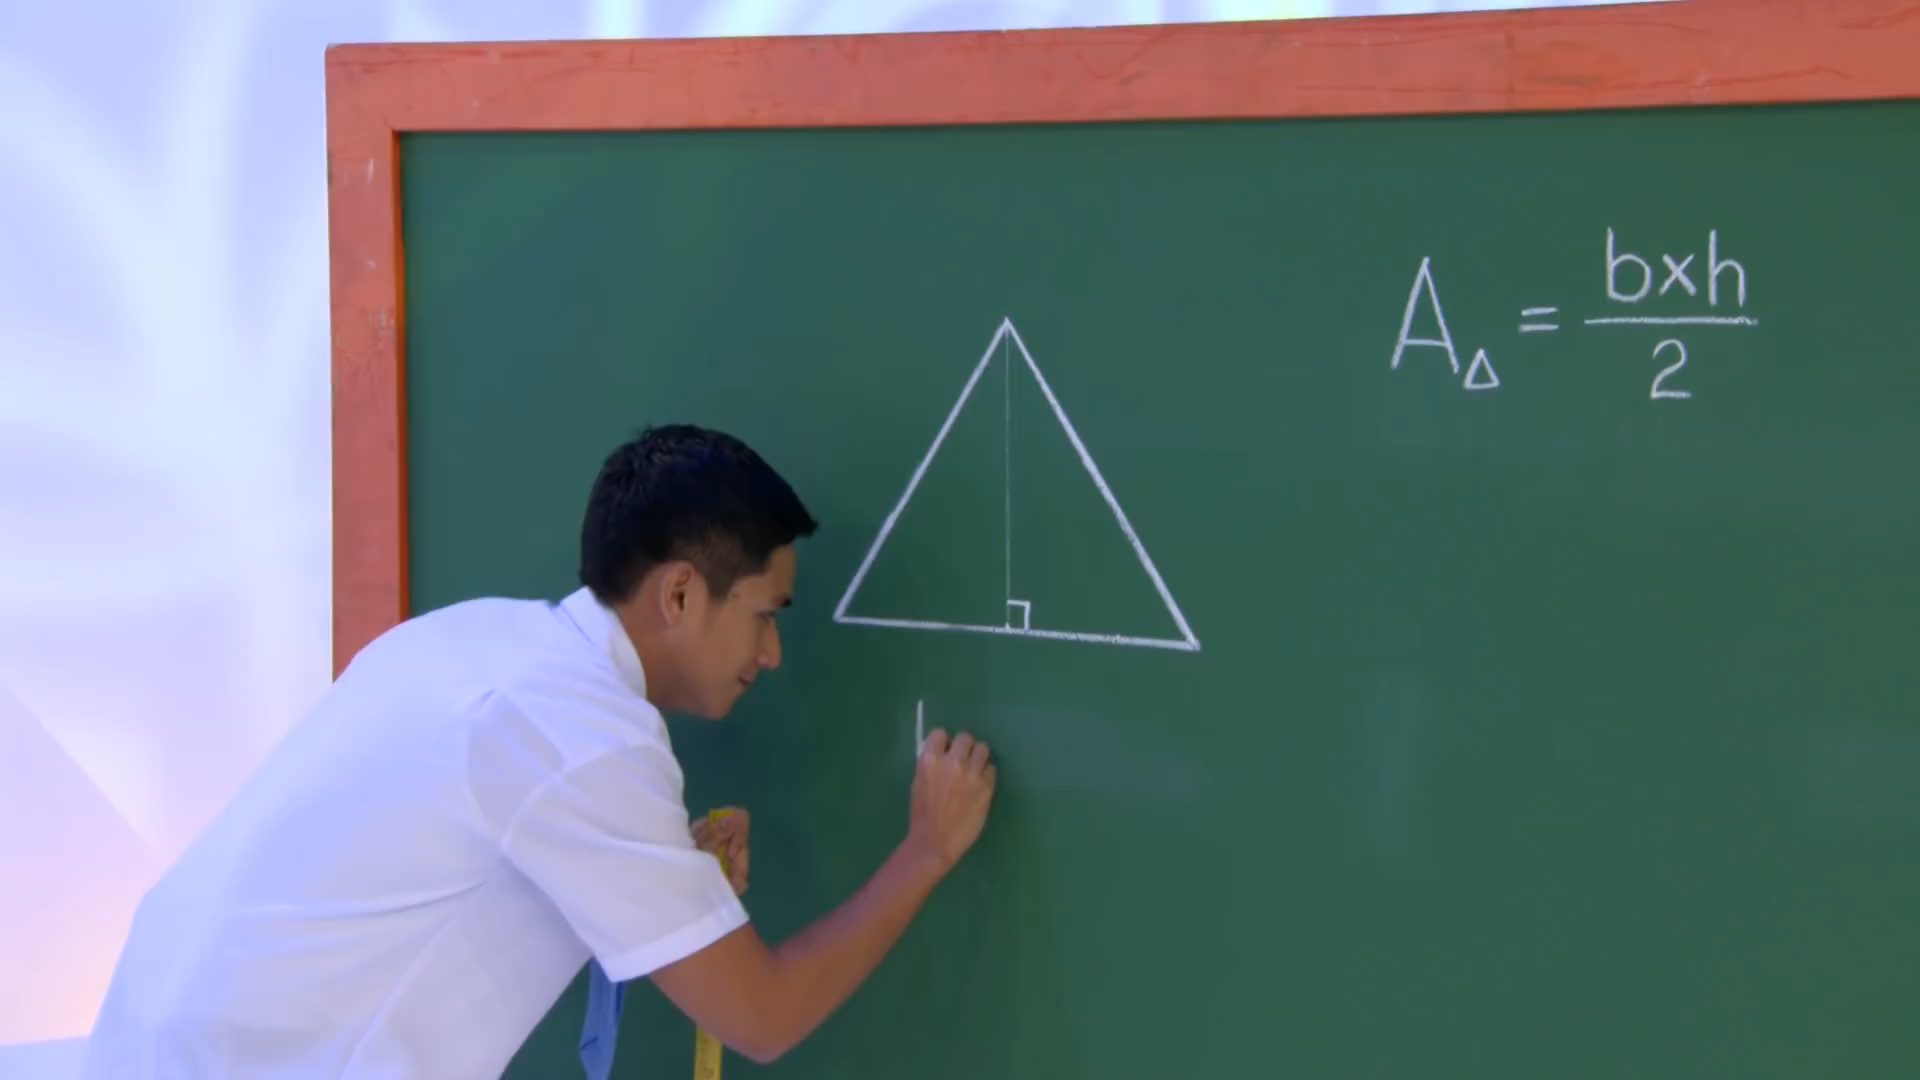 A△ = b×h/2